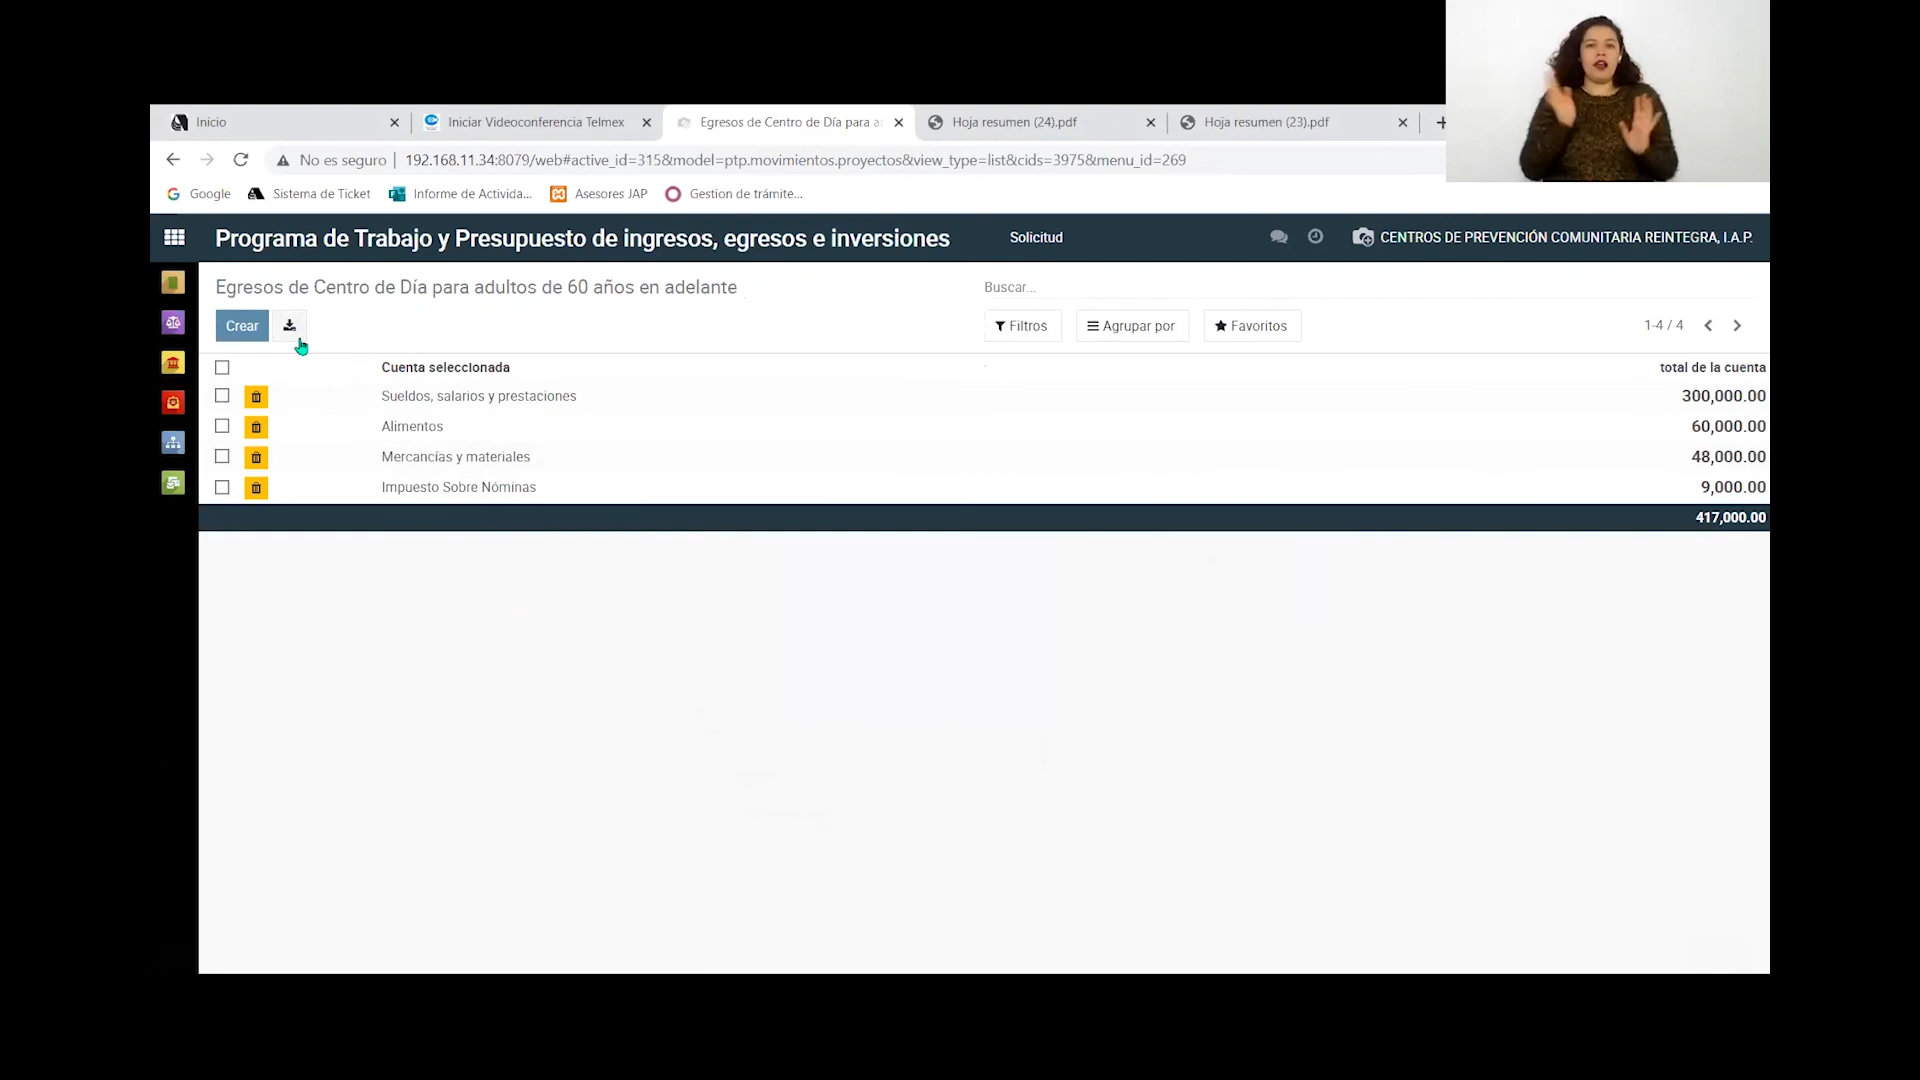 Inicio
Iniciar Videoconferencia Telmex
Egresos de Centro de Día para a
Hoja resumen (24).pdf
Hoja resumen (23).pdf
No es seguro
192.168.11.34:8079/web#active_id=315&model=ptp.movimientos.proyectos&view_type=list&cids=3975&menu_id=269
Google
Sistema de Ticket
Informe de Activida...
Asesores JAP
Gestion de trámite...
Programa de Trabajo y Presupuesto de ingresos, egresos e inversiones
Solicitud
CENTROS DE PREVENCIÓN COMUNITARIA REINTEGRA, I.A.P.
Egresos de Centro de Día para adultos de 60 años en adelante
Buscar...
Crear
Filtros
Agrupar por
Favoritos
1-4 / 4
Cuenta seleccionada total de la cuenta
Sueldos, salarios y prestaciones 300,000.00
Alimentos 60,000.00
Mercancías y materiales 48,000.00
Impuesto Sobre Nóminas 9,000.00
417,000.00